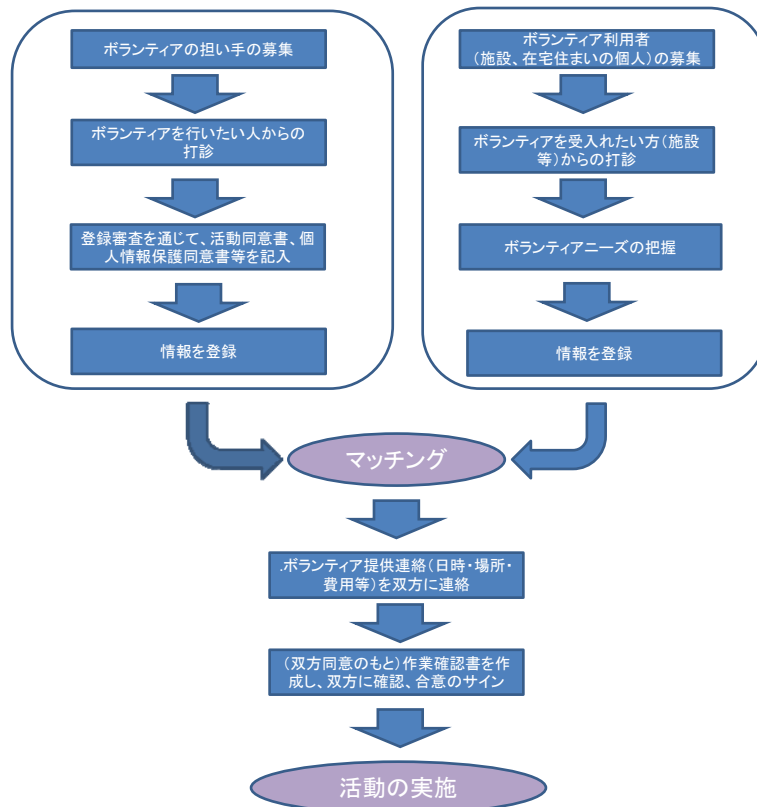 ボランティアの担い手の募集
ボランティアを行いたい人からの
打診
登録審査を通じて、活動同意書、個
人情報保護同意書等を記入
情報を登録
ボランティア利用者
(施設、在宅住まいの個人)の募集
ボランティアを受入れたい方(施設
等)からの打診
ボランティアニーズの把握
情報を登録
マッチング
.ボランティア提供連絡(日時・場所・
費用等)を双方に連絡
(双方同意のもと)作業確認書を作
成し、双方に確認、合意のサイン
活動の実施